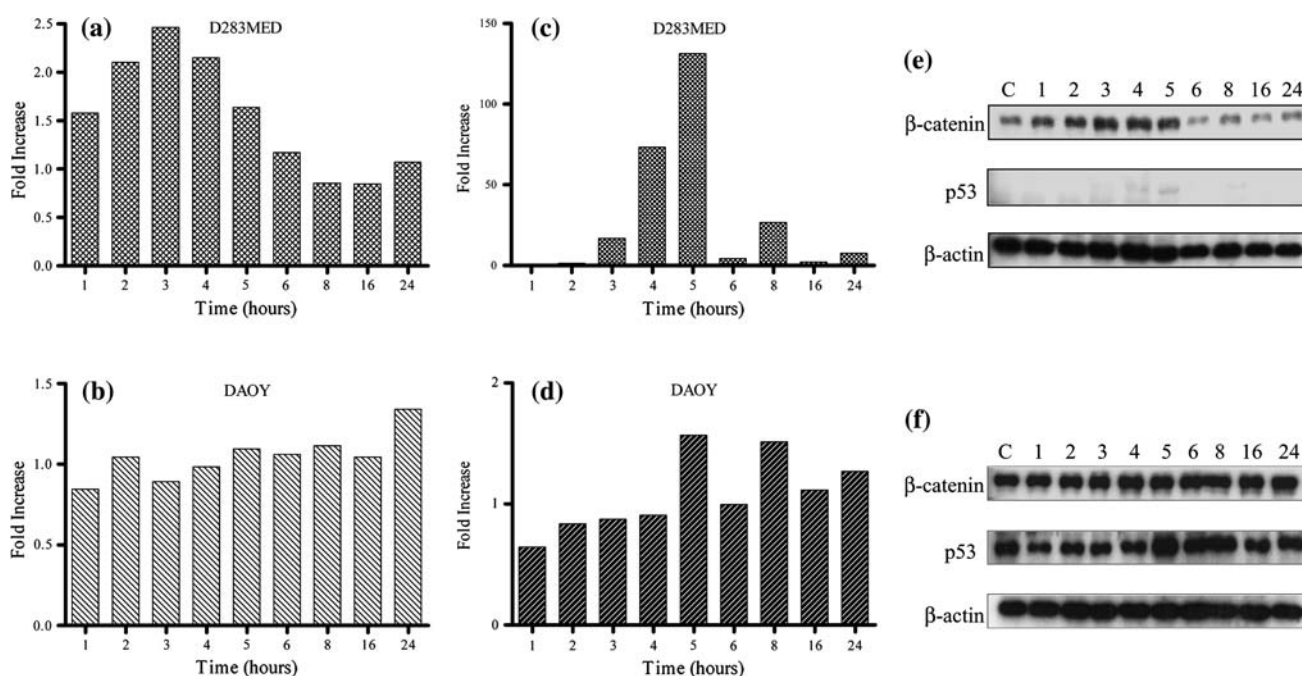 (a)
D283MED
Fold Increase
2.5
2.0
1.5
1.0
0.5
0.0
1 2 3 4 5 6 8 16 24
Time (hours)
(c)
D283MED
Fold Increase
150
100
50
0
1 2 3 4 5 6 8 16 24
Time (hours)
(e)
C 1 2 3 4 5 6 8 16 24
β-catenin
p53
β-actin
(b)
DAOY
Fold Increase
1.5
1.0
0.5
0.0
1 2 3 4 5 6 8 16 24
Time (hours)
(d)
DAOY
Fold Increase
2
1
0
1 2 3 4 5 6 8 16 24
Time (hours)
(f)
C 1 2 3 4 5 6 8 16 24
β-catenin
p53
β-actin